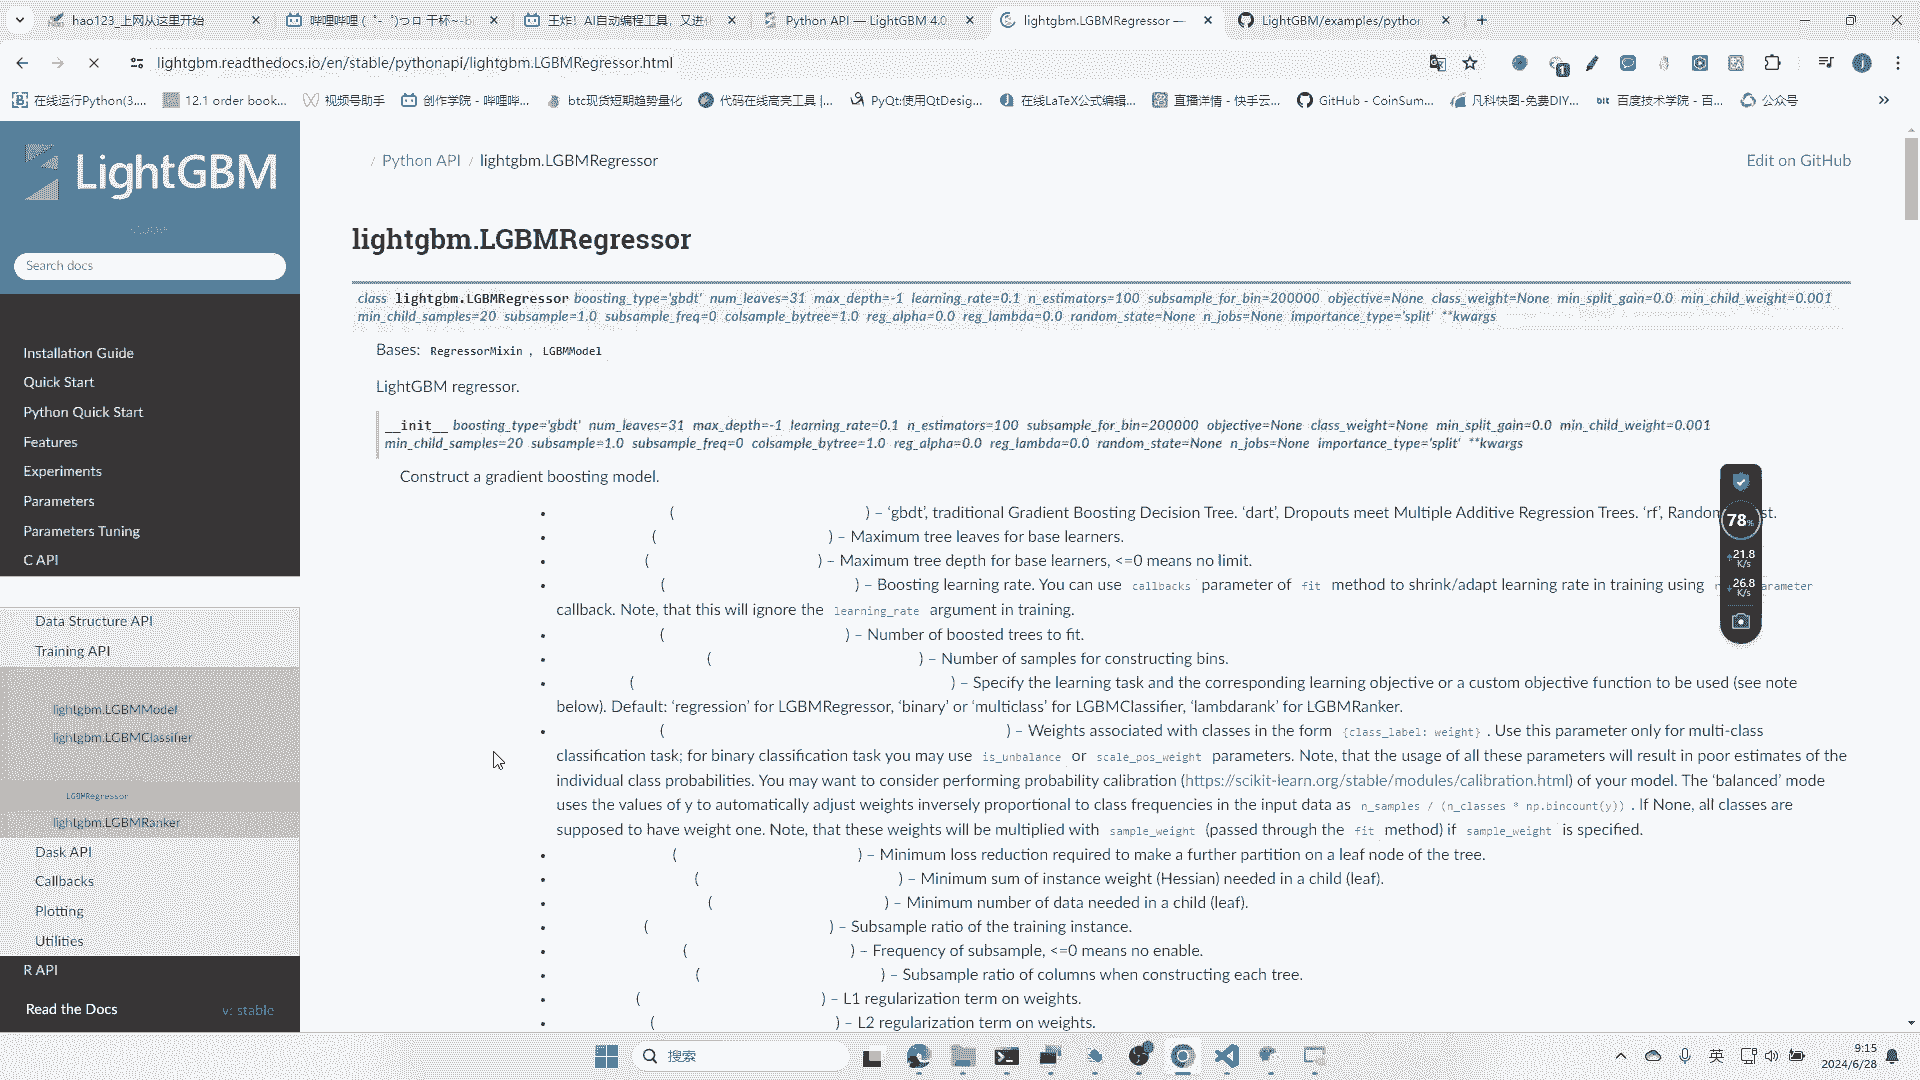 hao123_上网从这里开始
哔哩哔哩 (゜-゜)つロ 干杯~-bi
王炸！AI自动编程工具，又进化
Python API — LightGBM 4.0
lightgbm.LGBMRegressor —
LightGBM/examples/python
lightgbm.readthedocs.io/en/stable/pythonapi/lightgbm.LGBMRegressor.html
在线运行Python(3....
12.1 order book...
视频号助手
创作学院 - 哔哩哔...
btc现货短期趋势量化
代码在线高亮工具 |...
PyQt:使用QtDesig...
在线LaTeX公式编辑...
直播详情 - 快手云...
GitHub - CoinSum...
凡科快图-免费DIY...
百度技术学院 - 百...
公众号
LightGBM
stable
Search docs
Installation Guide
Quick Start
Python Quick Start
Features
Experiments
Parameters
Parameters Tuning
C API
Data Structure API
Training API
lightgbm.LGBMModel
lightgbm.LGBMClassifier
LGBMRegressor
lightgbm.LGBMRanker
Dask API
Callbacks
Plotting
Utilities
R API
Read the Docs
v: stable
/ Python API / lightgbm.LGBMRegressor
Edit on GitHub
lightgbm.LGBMRegressor
class lightgbm.LGBMRegressor boosting_type='gbdt' num_leaves=31 max_depth=-1 learning_rate=0.1 n_estimators=100 subsample_for_bin=200000 objective=None class_weight=None min_split_gain=0.0 min_child_weight=0.001
min_child_samples=20 subsample=1.0 subsample_freq=0 colsample_bytree=1.0 reg_alpha=0.0 reg_lambda=0.0 random_state=None n_jobs=None importance_type='split' **kwargs
Bases: RegressorMixin , LGBMModel
LightGBM regressor.
__init__ boosting_type='gbdt' num_leaves=31 max_depth=-1 learning_rate=0.1 n_estimators=100 subsample_for_bin=200000 objective=None class_weight=None min_split_gain=0.0 min_child_weight=0.001
min_child_samples=20 subsample=1.0 subsample_freq=0 colsample_bytree=1.0 reg_alpha=0.0 reg_lambda=0.0 random_state=None n_jobs=None importance_type='split' **kwargs
Construct a gradient boosting model.
• ( ) – ‘gbdt’, traditional Gradient Boosting Decision Tree. ‘dart’, Dropouts meet Multiple Additive Regression Trees. ‘rf’,
• ( ) – Maximum tree leaves for base learners.
• ( ) – Maximum tree depth for base learners, <=0 means no limit.
• ( ) – Boosting learning rate. You can use callbacks parameter of fit method to shrink/adapt learning rate in training using
callback. Note, that this will ignore the learning_rate argument in training.
• ( ) – Number of boosted trees to fit.
• ( ) – Number of samples for constructing bins.
• ( ) – Specify the learning task and the corresponding learning objective or a custom objective function to be used (see note
below). Default: ‘regression’ for LGBMRegressor, ‘binary’ or ‘multiclass’ for LGBMClassifier, ‘lambdarank’ for LGBMRanker.
• ( ) – Weights associated with classes in the form {class_label: weight} . Use this parameter only for multi-class
classification task; for binary classification task you may use is_unbalance or scale_pos_weight parameters. Note, that the usage of all these parameters will result in poor estimates of the
individual class probabilities. You may want to consider performing probability calibration (https://scikit-learn.org/stable/modules/calibration.html) of your model. The ‘balanced’ mode
uses the values of y to automatically adjust weights inversely proportional to class frequencies in the input data as n_samples / (n_classes * np.bincount(y)) . If None, all classes are
supposed to have weight one. Note, that these weights will be multiplied with sample_weight (passed through the fit method) if sample_weight is specified.
• ( ) – Minimum loss reduction required to make a further partition on a leaf node of the tree.
• ( ) – Minimum sum of instance weight (Hessian) needed in a child (leaf).
• ( ) – Minimum number of data needed in a child (leaf).
• ( ) – Subsample ratio of the training instance.
• ( ) – Frequency of subsample, <=0 means no enable.
• ( ) – Subsample ratio of columns when constructing each tree.
• ( ) – L1 regularization term on weights.
• ( ) – L2 regularization term on weights.
78%
21.8
K/s
26.8
K/s
搜索
英
9:15
2024/6/28